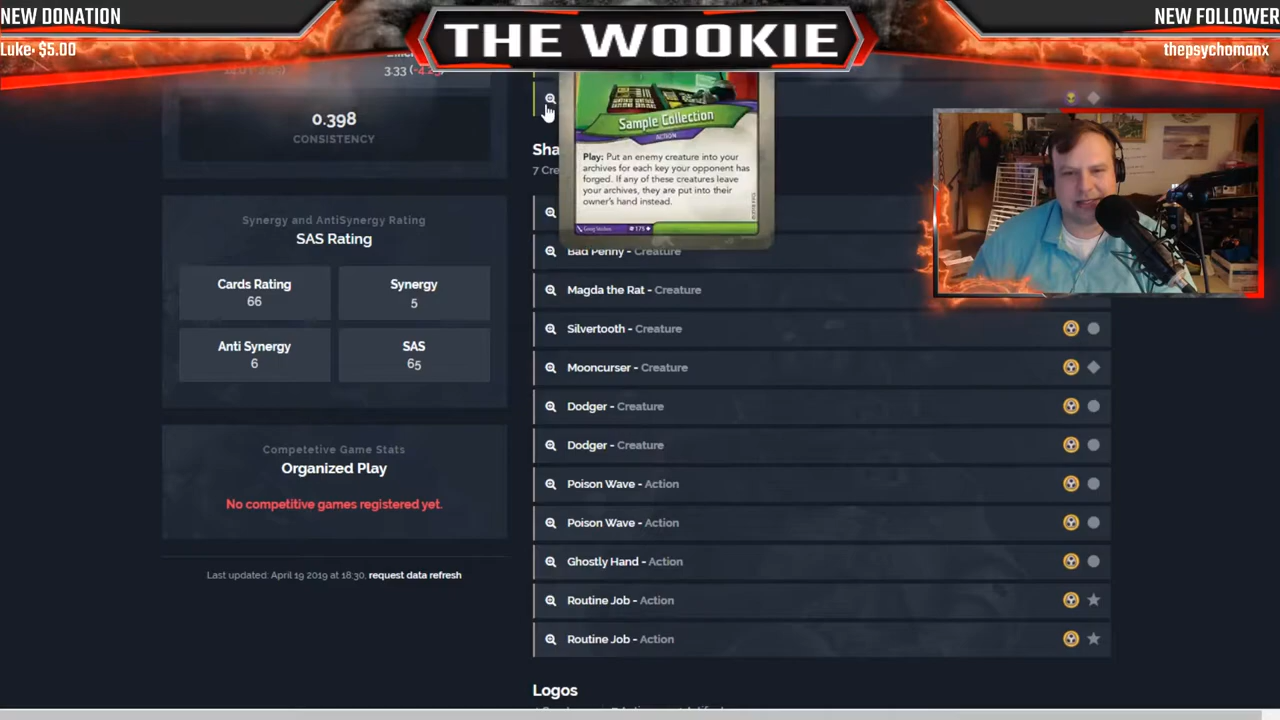 NEW DONATION
Luke: $5.00
THE WOOKIE
NEW FOLLOWER
thepsychomanx
3.33
0.398
CONSISTENCY
Synergy and AntiSynergy Rating
SAS Rating
Cards Rating
66
Synergy
5
Anti Synergy
6
SAS
65
Competetive Game Stats
Organized Play
No competitive games registered yet.
Last updated: April 19 2019 at 18:30, request data refresh
Sample Collection
ACTION
Play: Put an enemy creature into your
archives for each key your opponent has
forged. If any of these creatures leave
your archives, they are put into their
owner's hand instead.
Sha
7 Cre
Bad Penny - Creature
Magda the Rat - Creature
Silvertooth - Creature
Mooncurser - Creature
Dodger - Creature
Dodger - Creature
Poison Wave - Action
Poison Wave - Action
Ghostly Hand - Action
Routine Job - Action
Routine Job - Action
Logos